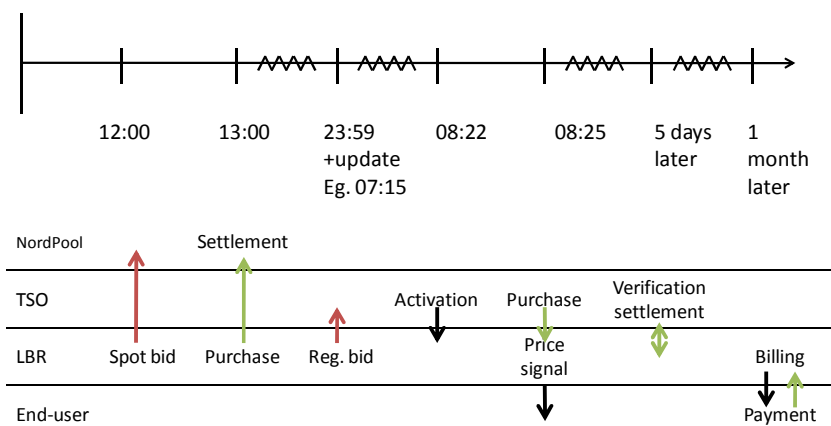 12:00 13:00 23:59 08:22 08:25 5 days 1
+update later month
Eg. 07:15 later
NordPool Settlement
TSO Activation Purchase Verification
settlement
LBR Spot bid Purchase Reg. bid Price Billing
signal
End-user Payment